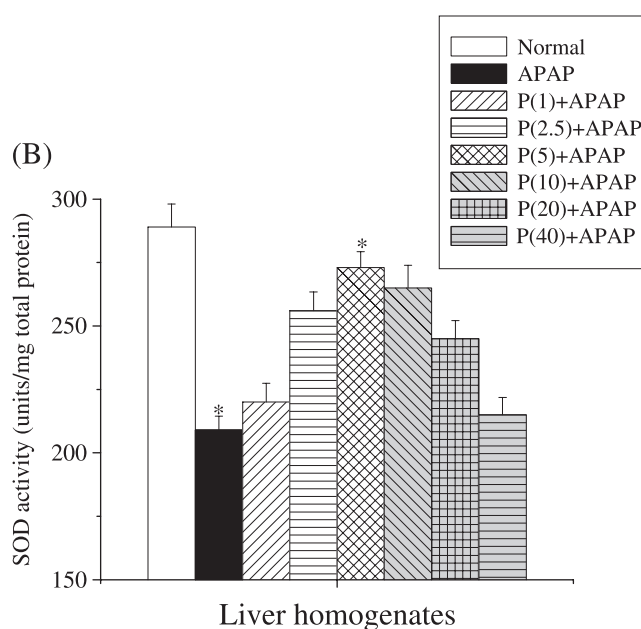 Normal
APAP
P(1)+APAP
P(2.5)+APAP
P(5)+APAP
P(10)+APAP
P(20)+APAP
P(40)+APAP
(B)
SOD activity (units/mg total protein)
300
250
200
150
*
*
Liver homogenates